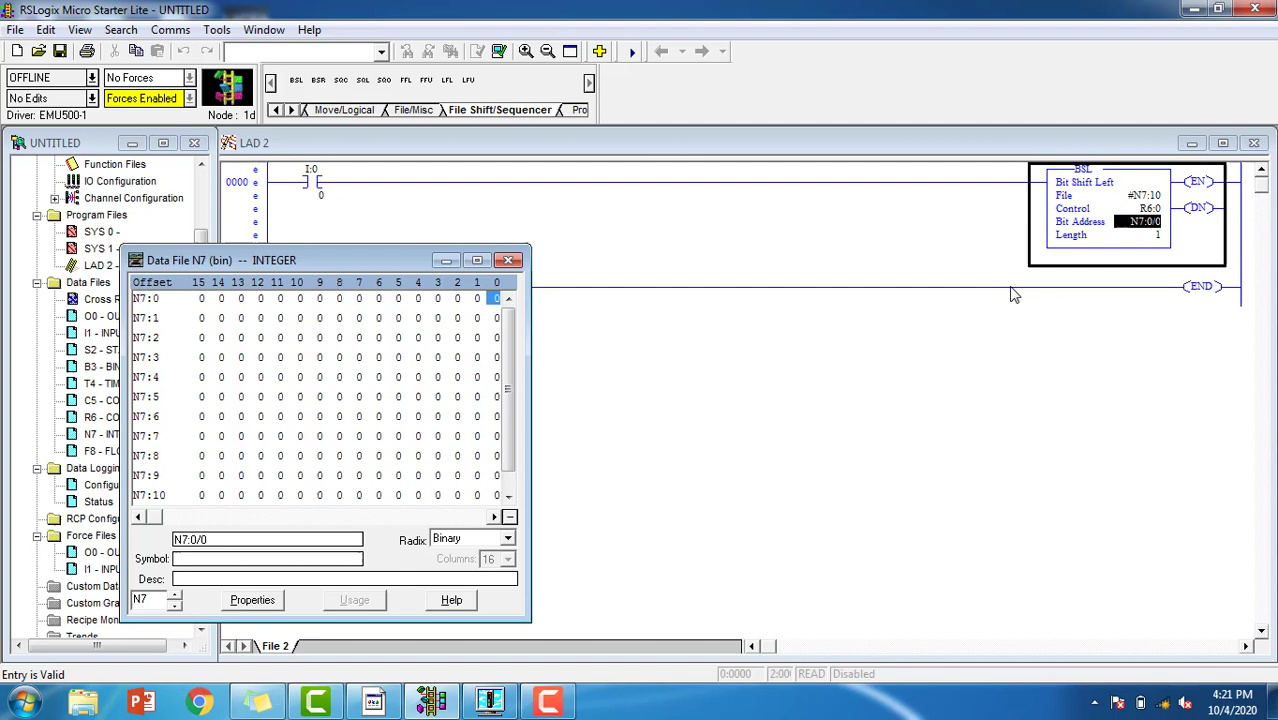 RSLogix Micro Starter Lite - UNTITLED
File Edit View Search Comms Tools Window Help
OFFLINE No Forces
No Edits Forces Enabled
Driver: EMU500-1 Node : 1d
BSL BSR SQC SQL SQO FFL FFU LFL LFU
Move/Logical File/Misc File Shift/Sequencer Pro
UNTITLED
Function Files
IO Configuration
Channel Configuration
Program Files
SYS 0 -
SYS 1 -
LAD 2 -
Data Files
Cross R
O0 - OU
I1 - INPU
S2 - ST
B3 - BIN
T4 - TIM
C5 - CO
R6 - CO
N7 - INT
F8 - FLO
Data Logging
Configu
Status
RCP Config
Force Files
O0 - OU
I1 - INPU
Custom Dat
Custom Gra
Recipe Mon
Trends
LAD 2
0000 e
e
e
e
e
e
I:0
0
BSL
Bit Shift Left EN
File #N7:10
Control R6:0 DN
Bit Address N7:0/0
Length 1
END
Data File N7 (bin) -- INTEGER
Offset 15 14 13 12 11 10 9 8 7 6 5 4 3 2 1 0
N7:0 0 0 0 0 0 0 0 0 0 0 0 0 0 0 0 0
N7:1 0 0 0 0 0 0 0 0 0 0 0 0 0 0 0 0
N7:2 0 0 0 0 0 0 0 0 0 0 0 0 0 0 0 0
N7:3 0 0 0 0 0 0 0 0 0 0 0 0 0 0 0 0
N7:4 0 0 0 0 0 0 0 0 0 0 0 0 0 0 0 0
N7:5 0 0 0 0 0 0 0 0 0 0 0 0 0 0 0 0
N7:6 0 0 0 0 0 0 0 0 0 0 0 0 0 0 0 0
N7:7 0 0 0 0 0 0 0 0 0 0 0 0 0 0 0 0
N7:8 0 0 0 0 0 0 0 0 0 0 0 0 0 0 0 0
N7:9 0 0 0 0 0 0 0 0 0 0 0 0 0 0 0 0
N7:10 0 0 0 0 0 0 0 0 0 0 0 0 0 0 0 0
N7:0/0 Radix: Binary
Symbol: Columns: 16
Desc:
N7 Properties Usage Help
File 2
Entry is Valid 0:0000 2:00 READ Disabled
4:21 PM
10/4/2020